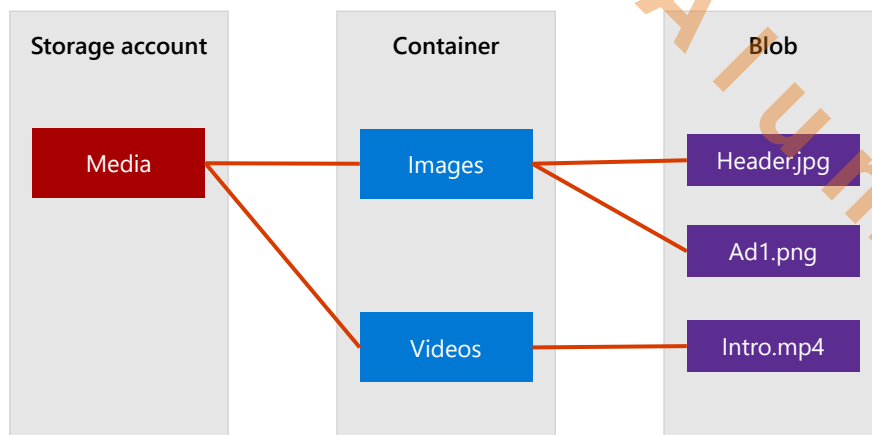 Storage account
Container
Blob
Media
Images
Header.jpg
Ad1.png
Videos
Intro.mp4